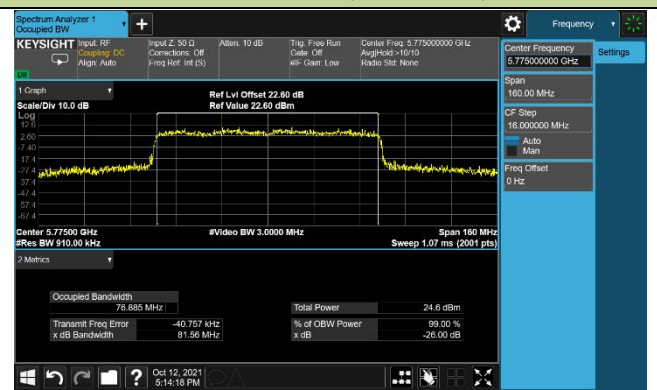 Spectrum Analyzer 1
Occupied BW
Frequency
KEYSIGHT
Input: RF
Coupling: DC
Align: Auto
Input Z: 50 Ω
Corrections: Off
Freq Ref: Int (S)
Atten: 10 dB
Trig: Free Run
Gate: Off
#IF Gain: Low
Center Freq: 5.775000000 GHz
Avg|Hold:>10/10
Radio Std: None
Center Frequency
5.775000000 GHz
Settings
Span
160.00 MHz
CF Step
16.000000 MHz
Auto
Man
Freq Offset
0 Hz
1 Graph
Scale/Div 10.0 dB
Ref Lvl Offset 22.60 dB
Ref Value 22.60 dBm
Log
12.6
2.60
-7.40
-17.4
-27.4
-37.4
-47.4
-57.4
-67.4
Center 5.77500 GHz
#Res BW 910.00 kHz
#Video BW 3.0000 MHz
Span 160 MHz
Sweep 1.07 ms (2001 pts)
2 Metrics
Occupied Bandwidth
76.885 MHz
Total Power
24.6 dBm
Transmit Freq Error
-40.757 kHz
% of OBW Power
99.00 %
x dB Bandwidth
81.56 MHz
x dB
-26.00 dB
Oct 12, 2021
5:14:18 PM